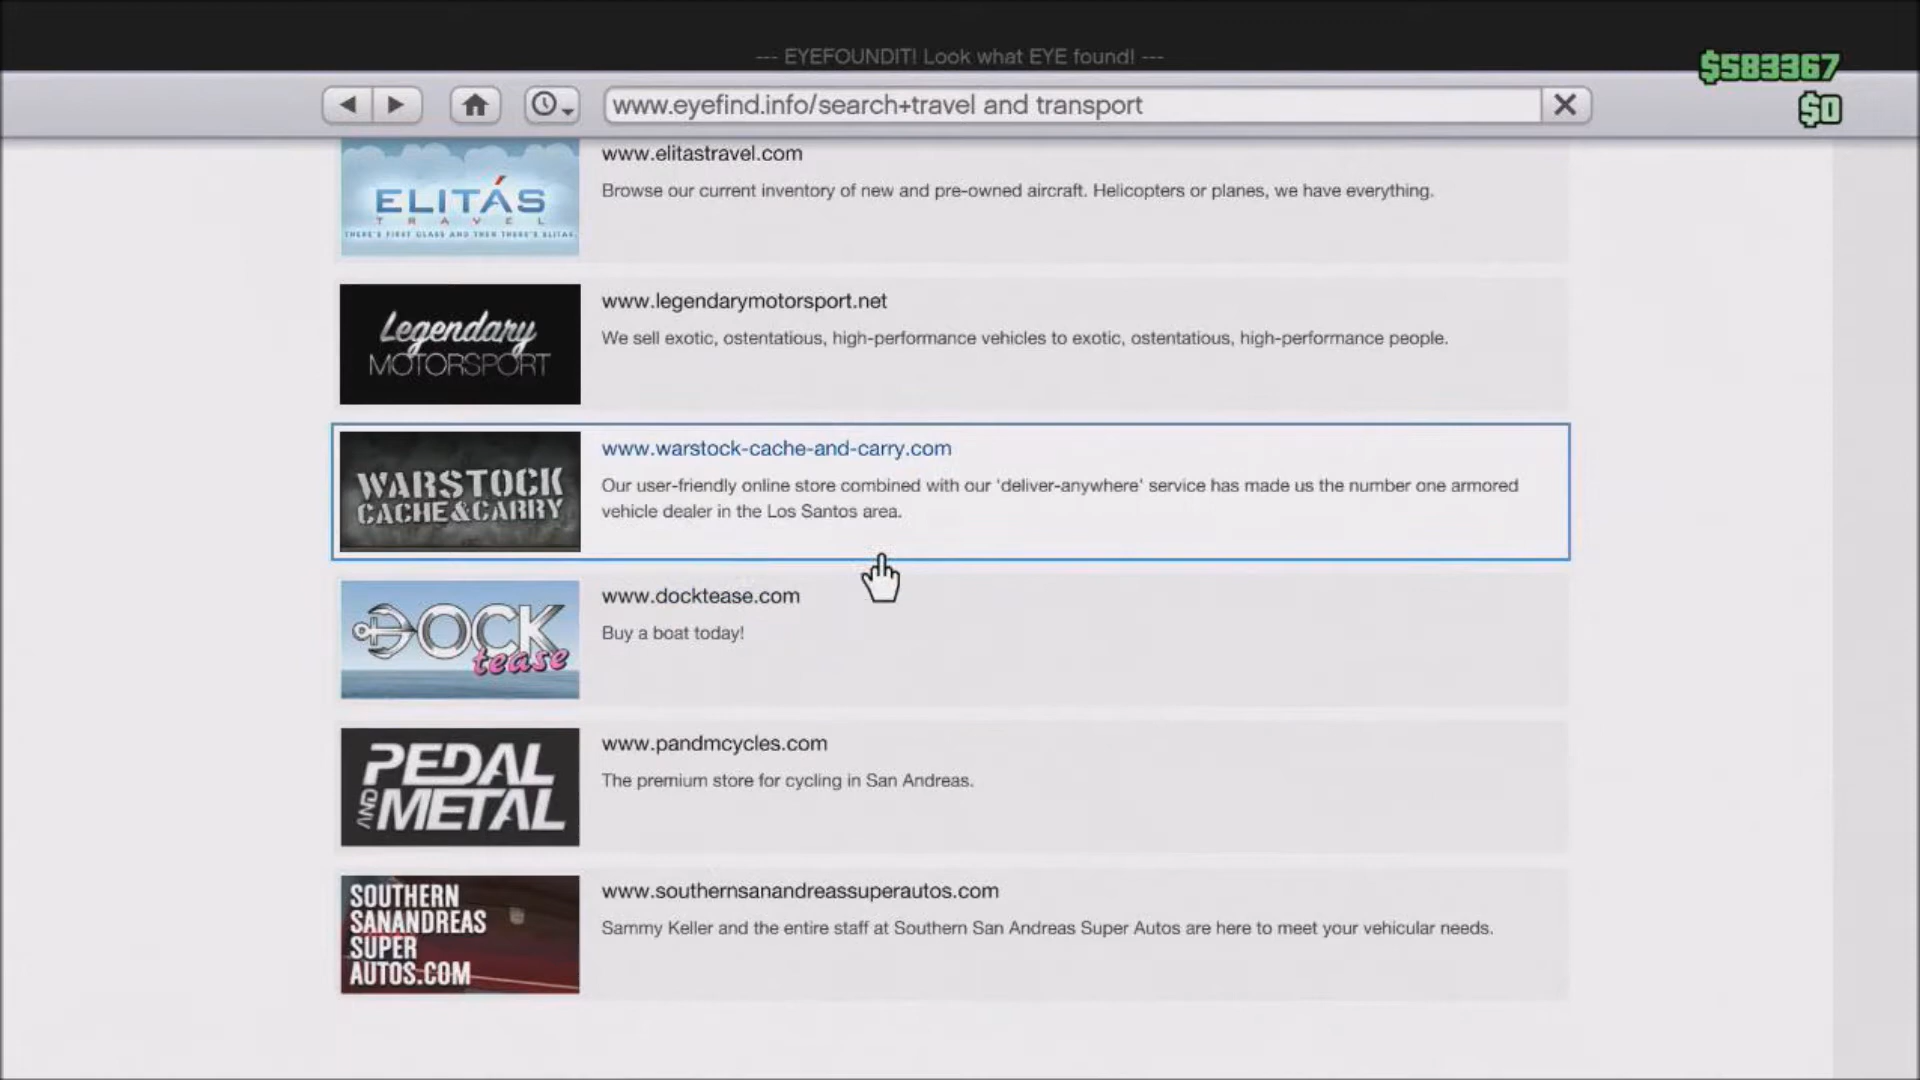 --- EYEFOUNDIT! Look what EYE found! ---
$583367
www.eyefind.info/search+travel and transport
$0
www.elitastravel.com
ELITÁS
TRAVEL
THERE'S FIRST CLASS AND THEN THERE'S ELITAS.
Browse our current inventory of new and pre-owned aircraft. Helicopters or planes, we have everything.
Legendary
MOTORSPORT
www.legendarymotorsport.net
We sell exotic, ostentatious, high-performance vehicles to exotic, ostentatious, high-performance people.
WARSTOCK
CACHE&CARRY
www.warstock-cache-and-carry.com
Our user-friendly online store combined with our 'deliver-anywhere' service has made us the number one armored
vehicle dealer in the Los Santos area.
DOCK
tease
www.docktease.com
Buy a boat today!
PEDAL
AND METAL
www.pandmcycles.com
The premium store for cycling in San Andreas.
SOUTHERN
SANANDREAS
SUPER
AUTOS.COM
www.southernsanandreassuperautos.com
Sammy Keller and the entire staff at Southern San Andreas Super Autos are here to meet your vehicular needs.